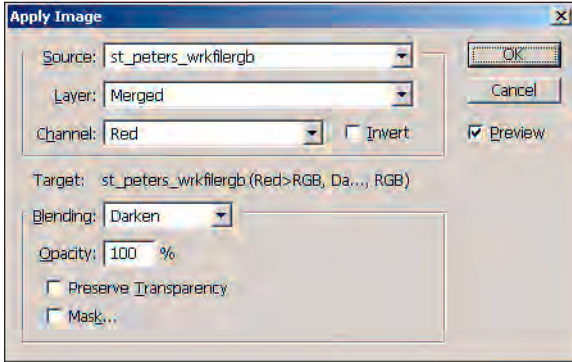 Apply Image
Source: st_peters_wrkfilergb
OK
Layer: Merged
Cancel
Channel: Red
Invert
Preview
Target: st_peters_wrkfilergb (Red>RGB, Da..., RGB)
Blending: Darken
Opacity: 100 %
Preserve Transparency
Mask...